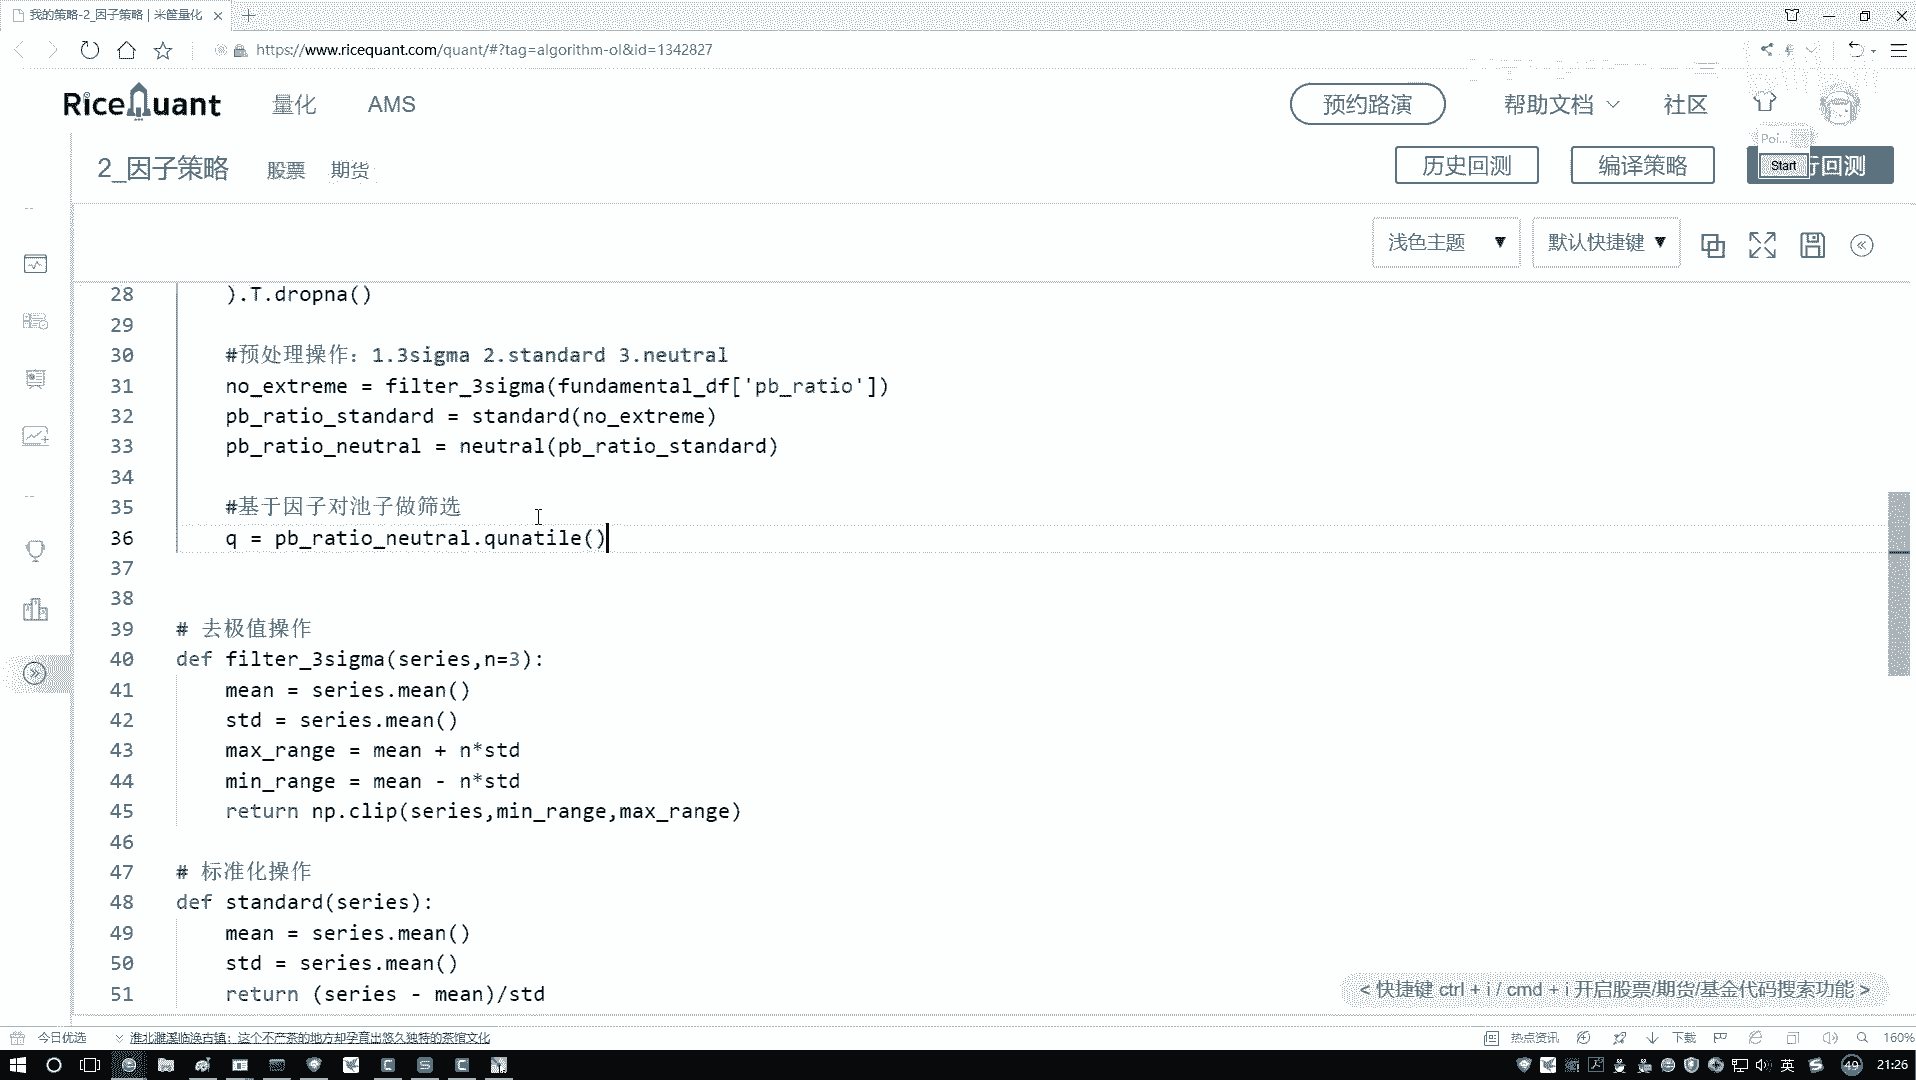 我的策略-2_因子策略 | 米筐量化
https://www.ricequant.com/quant/#?tag=algorithm-ol&id=1342827
RiceQuant 量化 AMS 预约路演 帮助文档 社区
Poi...
2_因子策略 股票 期货 历史回测 编译策略 Start 行回测
浅色主题 默认快捷键
28 ).T.dropna()
29
30 #预处理操作：1.3sigma 2.standard 3.neutral
31 no_extreme = filter_3sigma(fundamental_df['pb_ratio'])
32 pb_ratio_standard = standard(no_extreme)
33 pb_ratio_neutral = neutral(pb_ratio_standard)
34
35 #基于因子对池子做筛选
36 q = pb_ratio_neutral.qunatile()
37
38
39 # 去极值操作
40 def filter_3sigma(series,n=3):
41 mean = series.mean()
42 std = series.mean()
43 max_range = mean + n*std
44 min_range = mean - n*std
45 return np.clip(series,min_range,max_range)
46
47 # 标准化操作
48 def standard(series):
49 mean = series.mean()
50 std = series.mean()
51 return (series - mean)/std
< 快捷键 ctrl + i / cmd + i 开启股票/期货/基金代码搜索功能 >
今日优选 淮北濉溪临涣古镇：这个不产茶的地方却孕育出悠久独特的茶馆文化 热点资讯 下载 160%
英 49 21:26